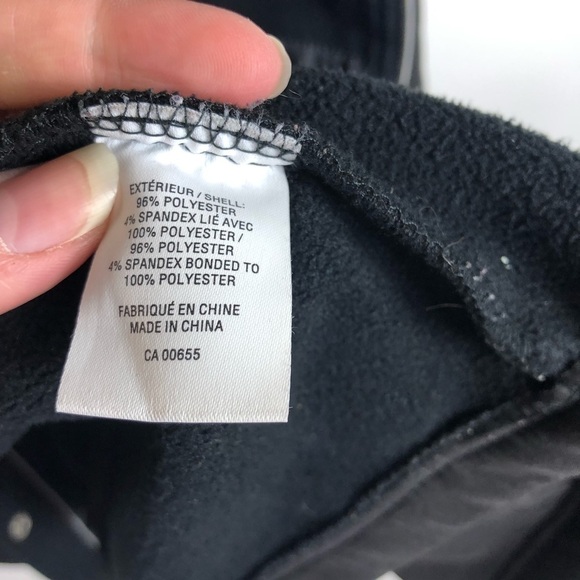 EXTÉRIEUR / SHELL:
96% POLYESTER
4% SPANDEX LIÉ AVEC
100% POLYESTER /
96% POLYESTER
4% SPANDEX BONDED TO
100% POLYESTER
FABRIQUÉ EN CHINE
MADE IN CHINA
CA 00655